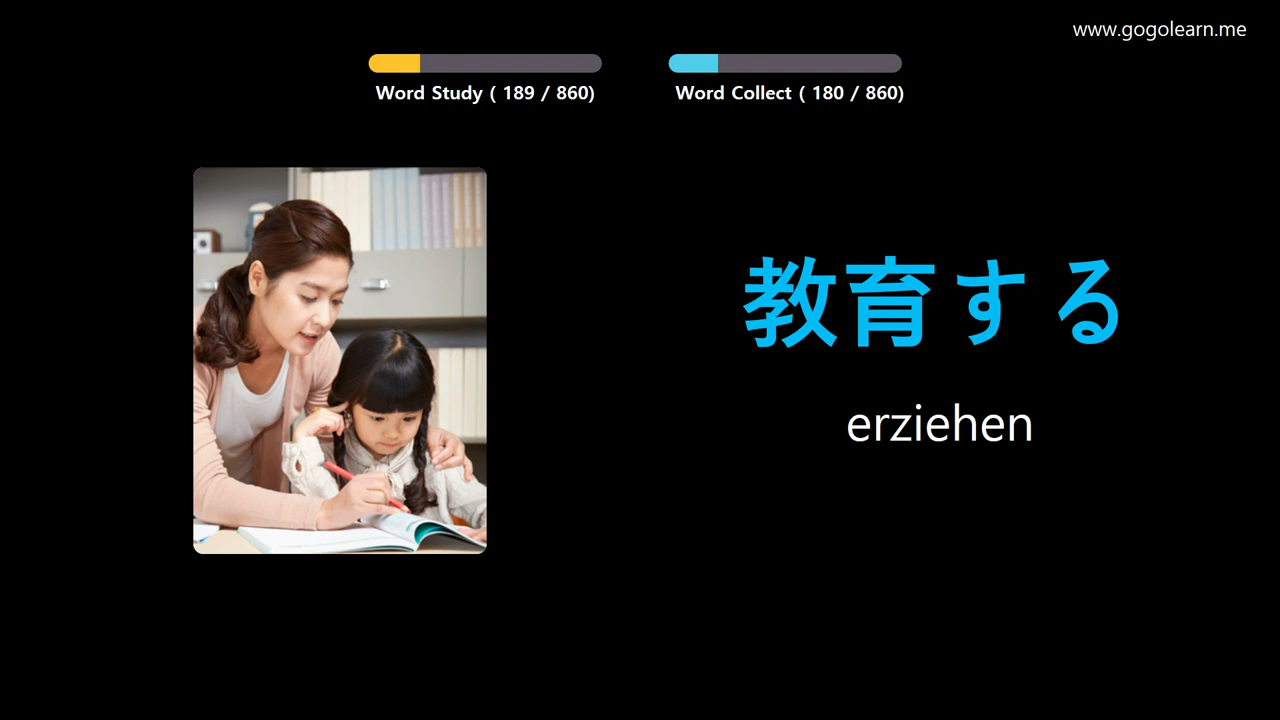 www.gogolearn.me
Word Study ( 189 / 860)
Word Collect ( 180 / 860)
教育する
erziehen